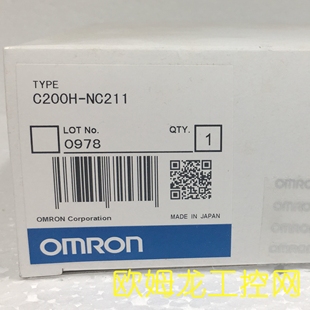 TYPE
C200H-NC211
LOT No. QTY.
0978 1
OMRON Corporation MADE IN JAPAN
OMRON
欧姆龙工控网